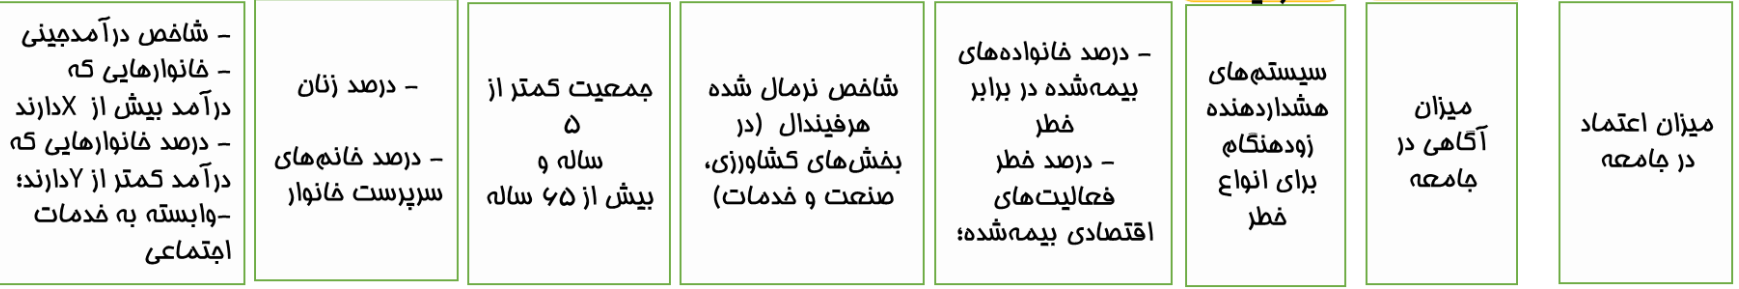 میزان اعتماد
در جامعه
میزان
آگاهی در
جامعه
سیستم‌های
هشداردهنده
زودهنگام
برای انواع
خطر
- درصد خانواده‌های
بیمه‌شده در برابر
خطر
- درصد خطر
فعالیت‌های
اقتصادی بیمه‌شده؛
شاخص نرمال شده
هرفیندال (در
بخش‌های کشاورزی،
صنعت و خدمات)
جمعیت کمتر از
۵
ساله و
بیش از ۶۵ ساله
- درصد زنان
- درصد خانم‌های
سرپرست خانوار
- شاخص درآمدجینی
- خانوارهایی که
درآمد بیش از Xدارند
- درصد خانوارهایی که
درآمد کمتر از Yدارند؛
-وابسته به خدمات
اجتماعی